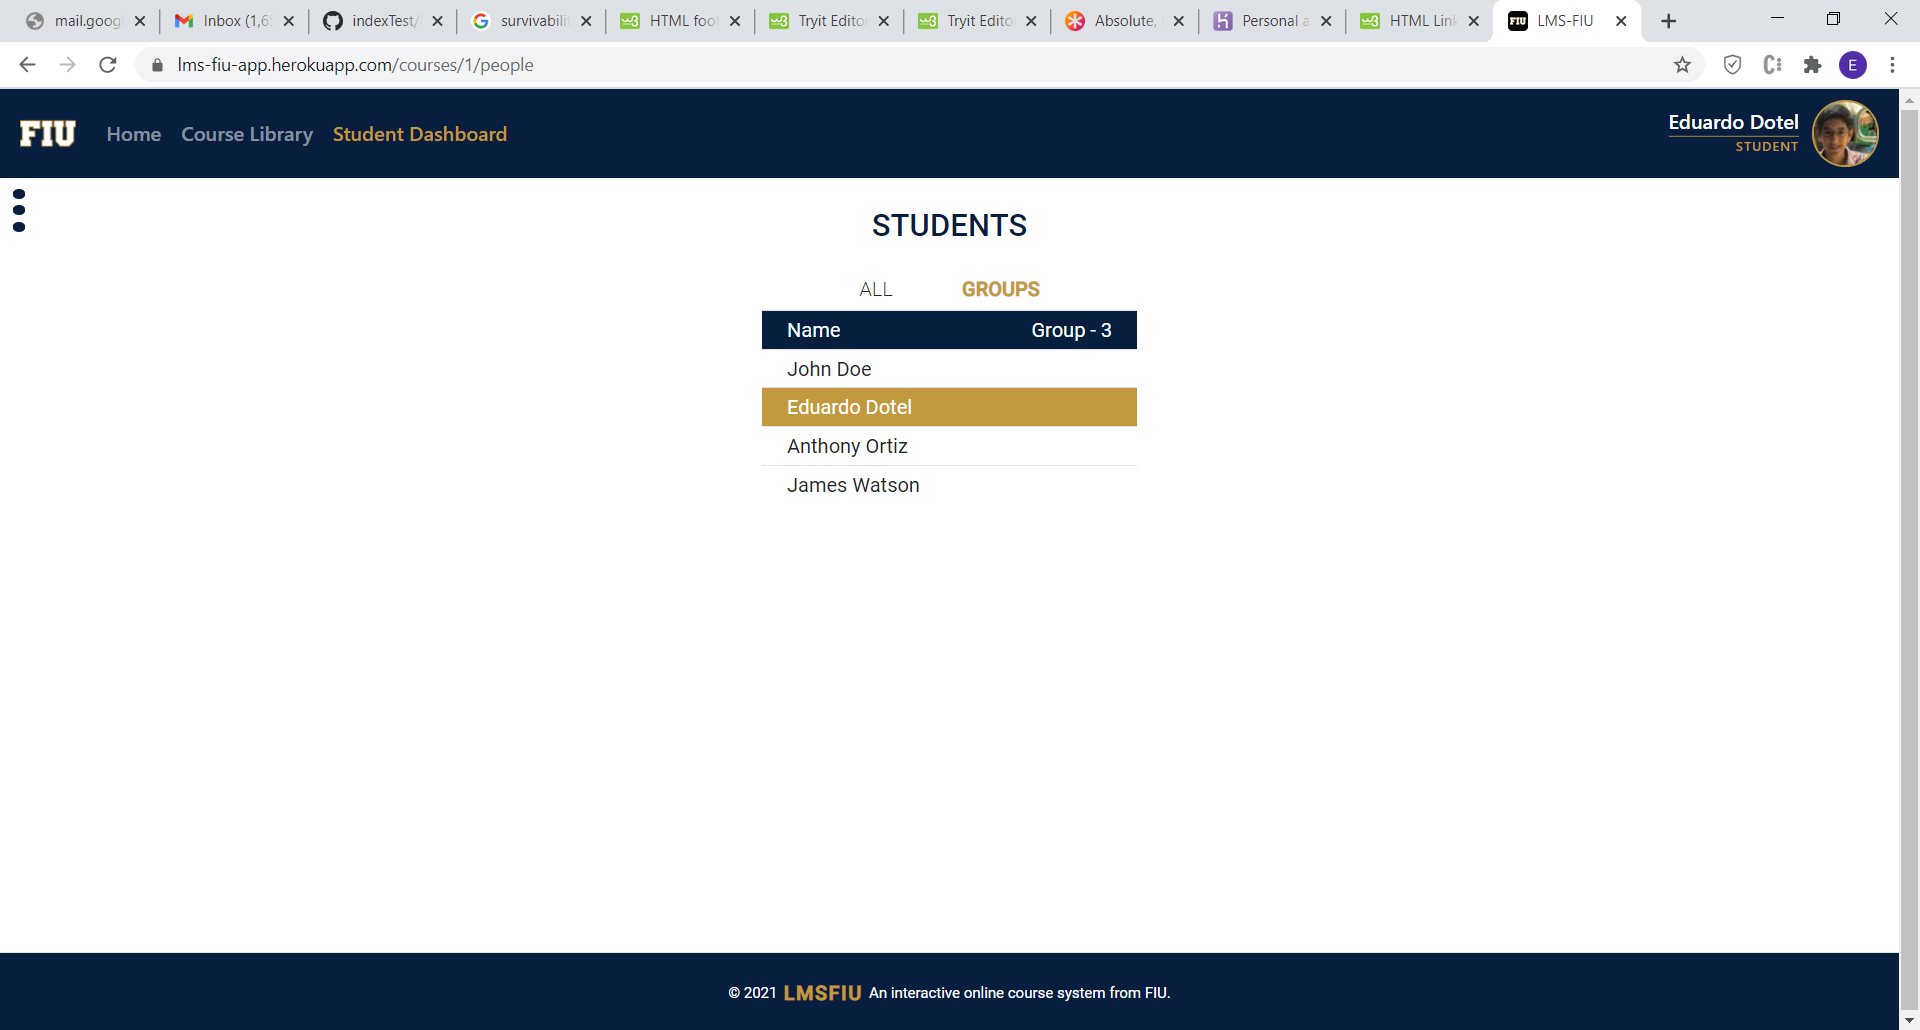 mail.goog
Inbox (1,6
indexTest/
survivabili
HTML foot
Tryit Edito
Tryit Edito
Absolute,
Personal a
HTML Link
FIU
LMS-FIU
lms-fiu-app.herokuapp.com/courses/1/people
E
FIU
Home
Course Library
Student Dashboard
Eduardo Dotel
STUDENT
STUDENTS
ALL
GROUPS
Name Group - 3
John Doe
Eduardo Dotel
Anthony Ortiz
James Watson
© 2021 LMSFIU An interactive online course system from FIU.